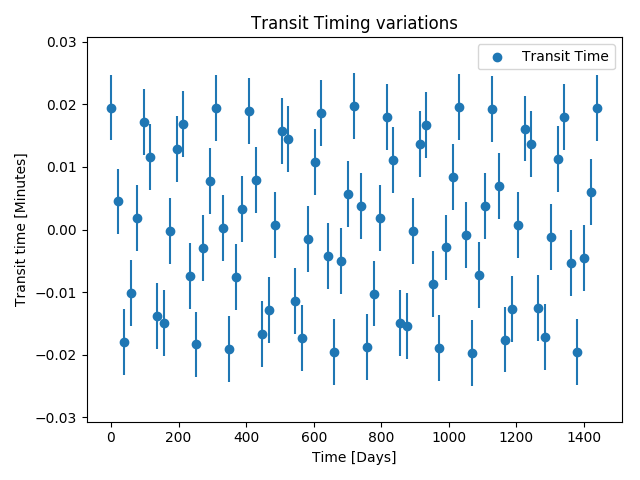 Transit Timing variations
Transit Time
Transit time [Minutes]
0.03
0.02
0.01
0.00
−0.01
−0.02
−0.03
0 200 400 600 800 1000 1200 1400
Time [Days]